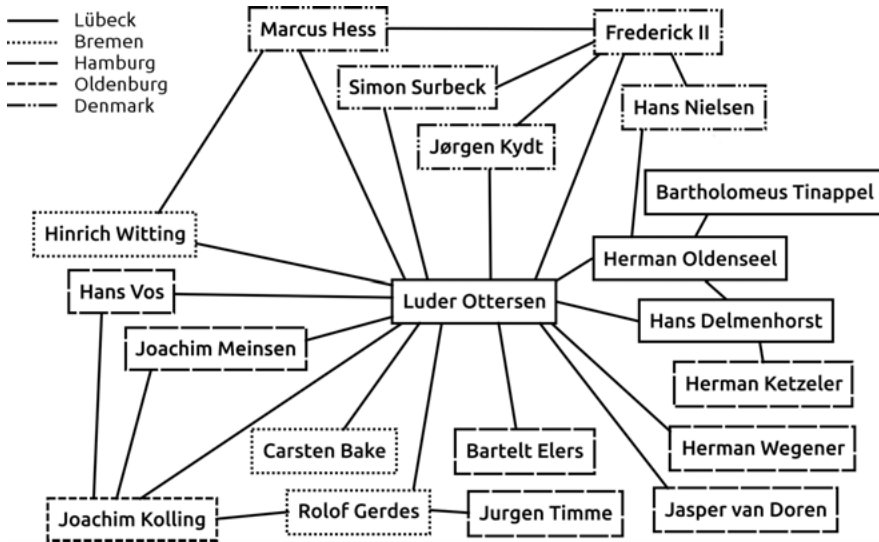 Lübeck
Bremen
Hamburg
Oldenburg
Denmark
Marcus Hess
Frederick II
Simon Surbeck
Hans Nielsen
Jørgen Kydt
Bartholomeus Tinappel
Hinrich Witting
Herman Oldenseel
Hans Vos
Luder Ottersen
Hans Delmenhorst
Joachim Meinsen
Herman Ketzeler
Carsten Bake
Bartelt Elers
Herman Wegener
Joachim Kolling
Rolof Gerdes
Jurgen Timme
Jasper van Doren